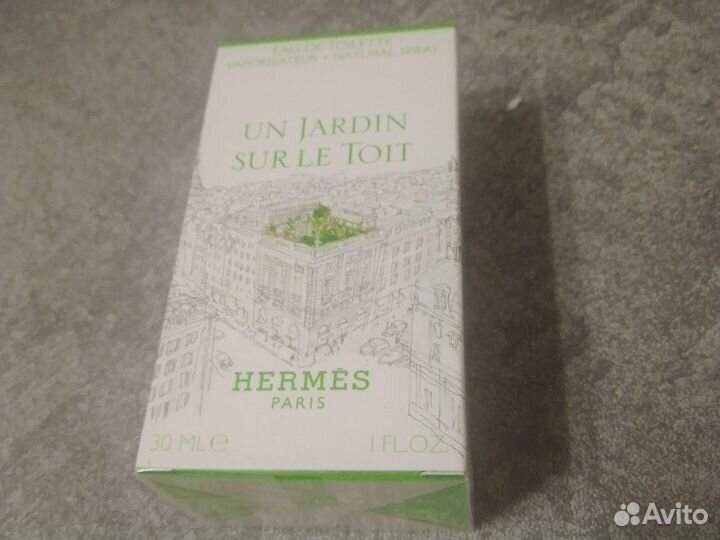 EAU DE TOILETTE
VAPORISATEUR • NATURAL SPRAY
UN JARDIN
SUR LE TOIT
HERMÈS
PARIS
30 ML ℮ 1 FL.OZ.
Avito